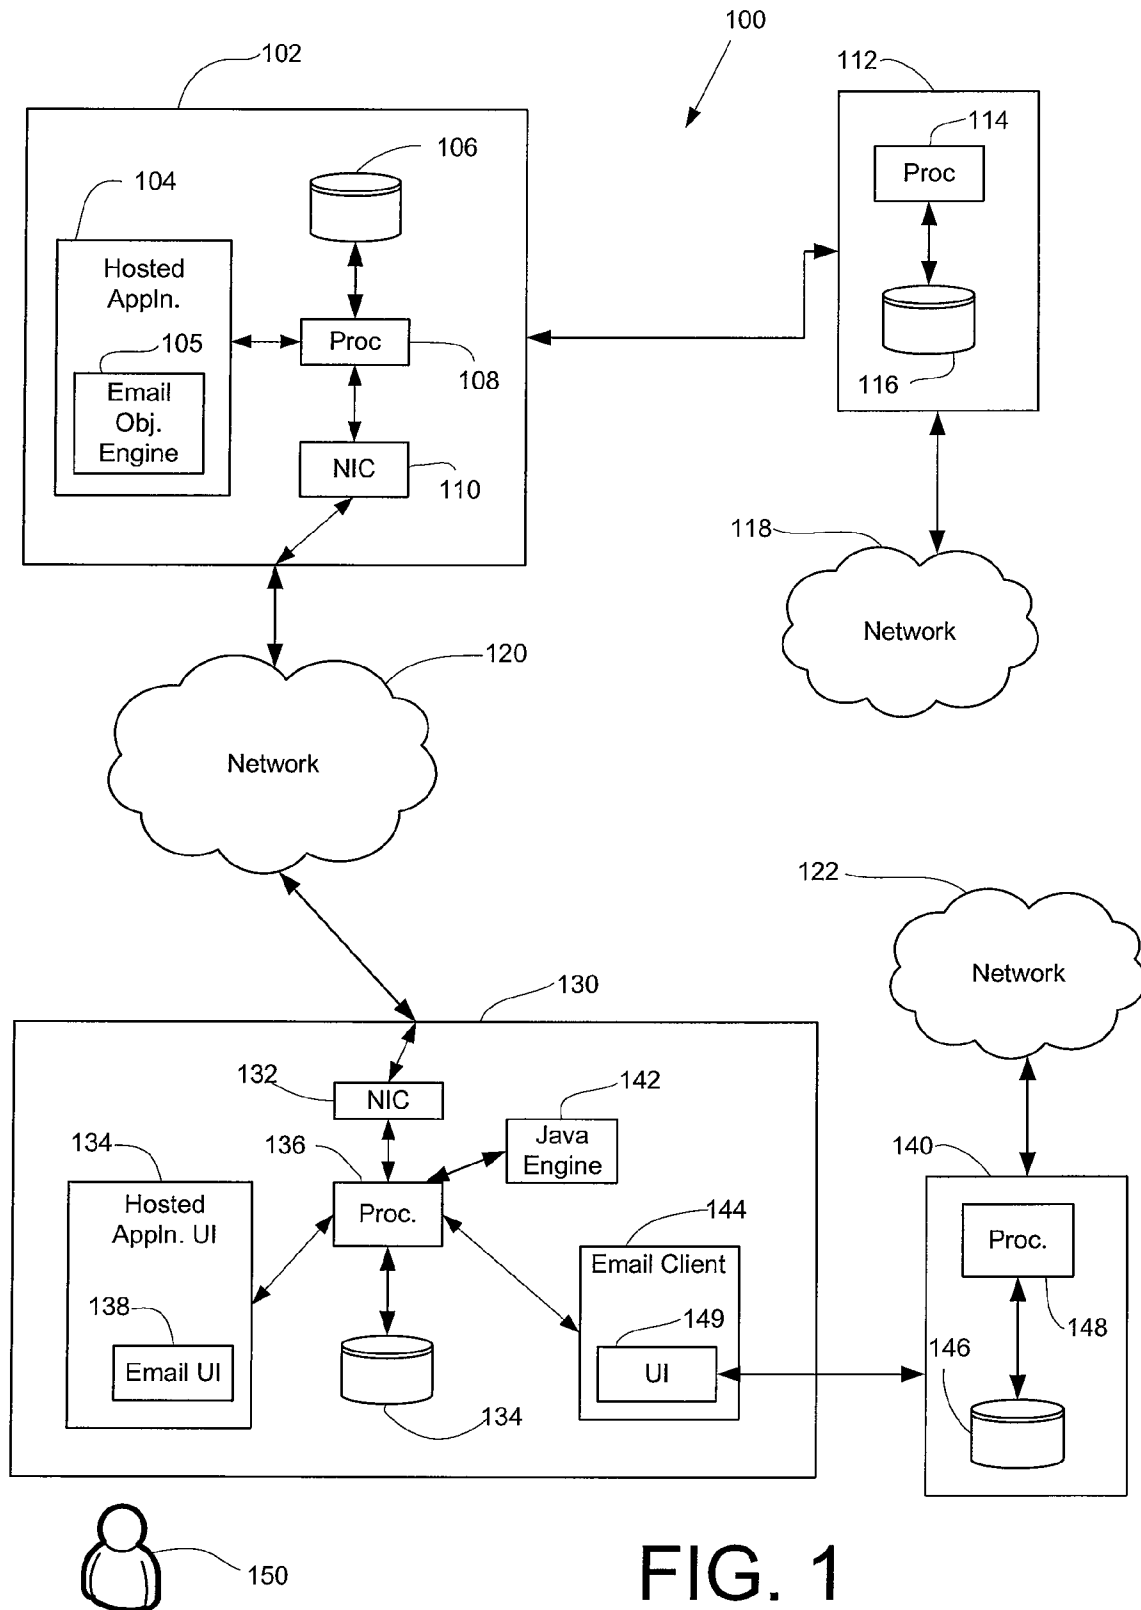 100
102
112
106
114
Proc
104
Hosted
Appln.
105
Proc
108
116
Email
Obj.
Engine
NIC
110
118
Network
120
Network
122
Network
130
132
NIC
142
Java
Engine
134
136
140
Hosted
Appln. UI
Proc.
144
Proc.
Email Client
138
149
148
146
Email UI
UI
134
150
FIG. 1